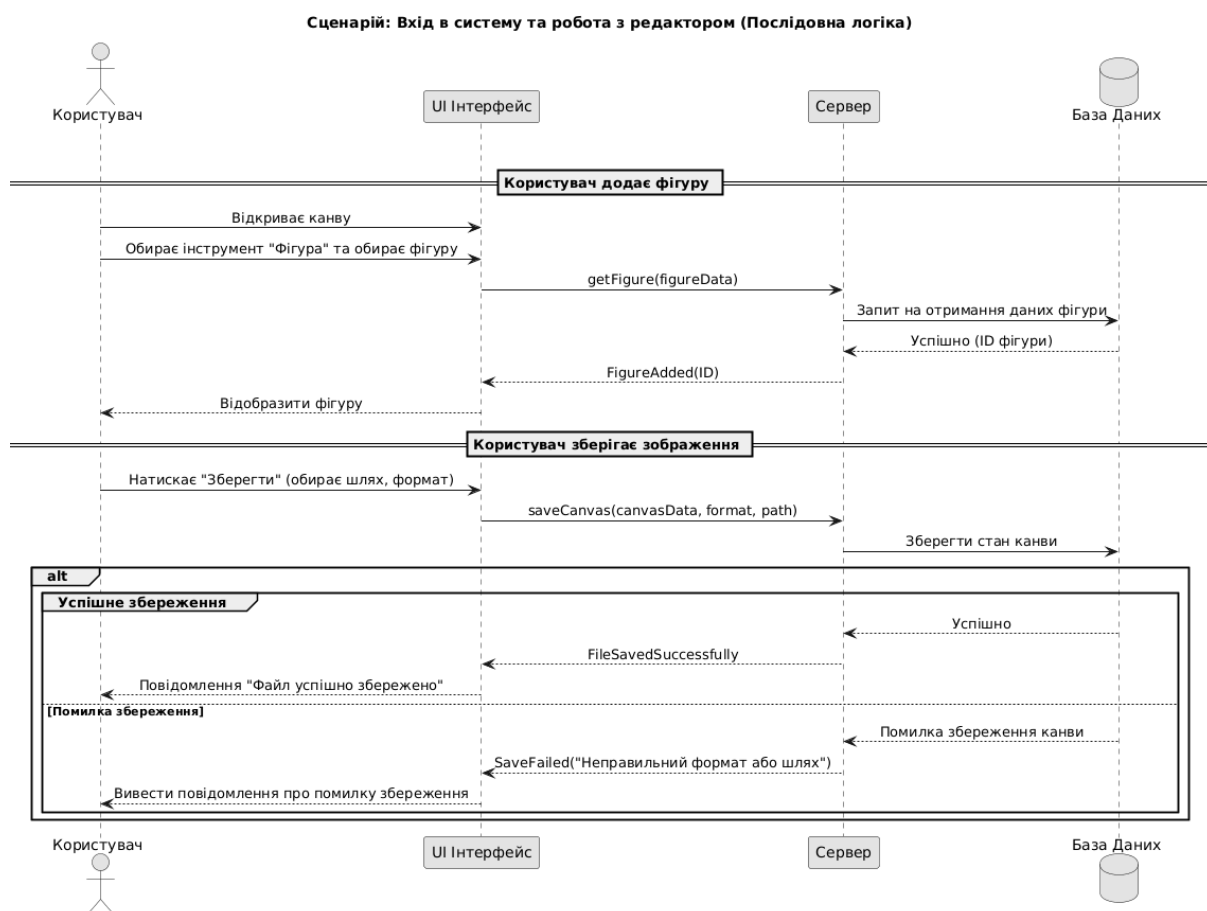 Сценарій: Вхід в систему та робота з редактором (Послідовна логіка)
Користувач
UI Інтерфейс
Сервер
База Даних
Користувач додає фігуру
Відкриває канву
Обирає інструмент "Фігура" та обирає фігуру
getFigure(figureData)
Запит на отримання даних фігури
Успішно (ID фігури)
FigureAdded(ID)
Відобразити фігуру
Користувач зберігає зображення
Натискає "Зберегти" (обирає шлях, формат)
saveCanvas(canvasData, format, path)
Зберегти стан канви
alt
Успішне збереження
Успішно
FileSavedSuccessfully
Повідомлення "Файл успішно збережено"
[Помилка збереження]
Помилка збереження канви
SaveFailed("Неправильний формат або шлях")
Вивести повідомлення про помилку збереження
Користувач
UI Інтерфейс
Сервер
База Даних